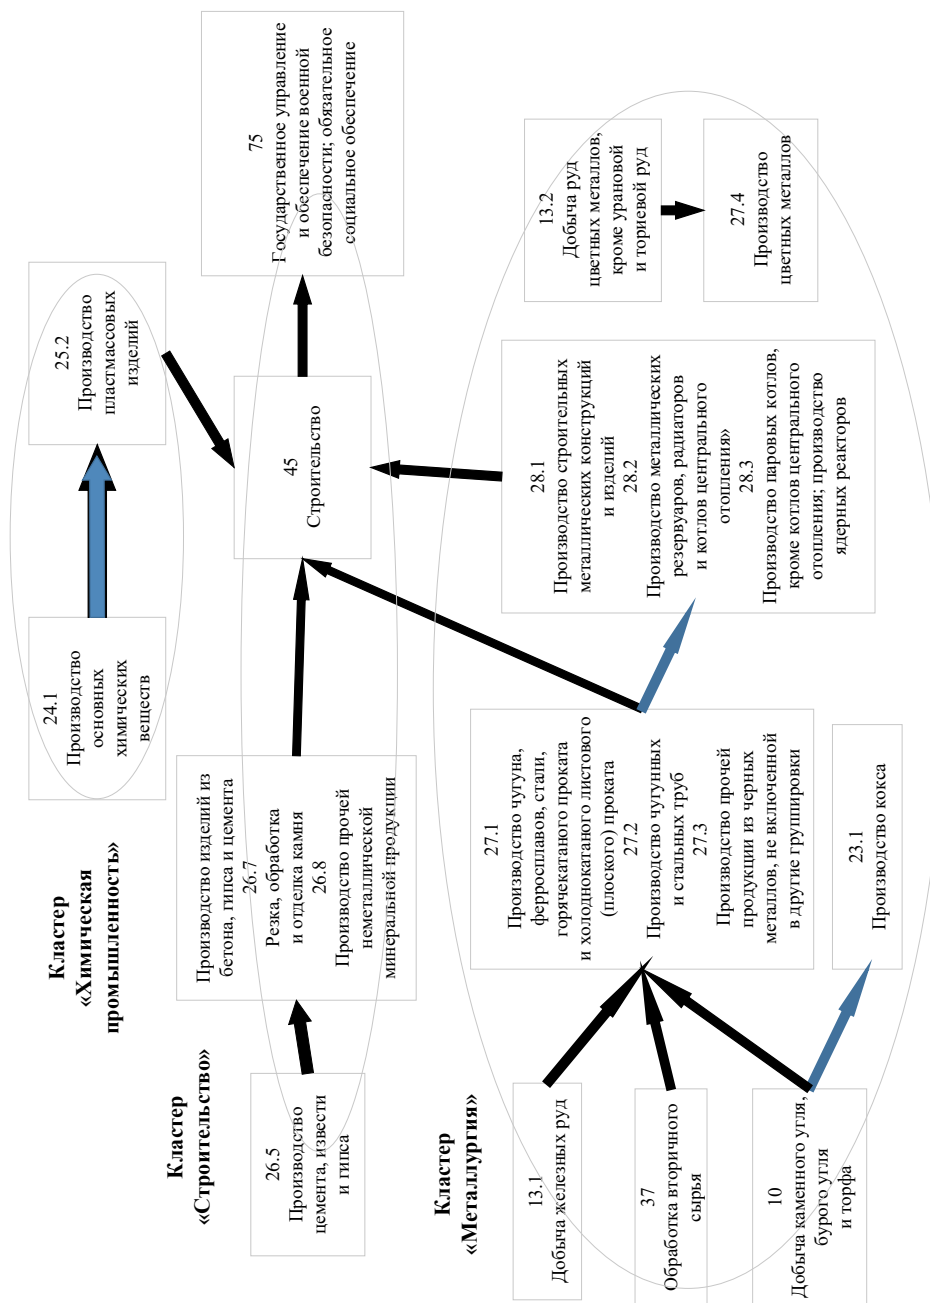 Кластер
«Химическая
промышленность»
24.1
Производство
основных
химических
веществ
25.2
Производство
пластмассовых
изделий
Кластер
«Строительство»
26.5
Производство
цемента, извести
и гипса
Производство изделий из
бетона, гипса и цемента
26.7
Резка, обработка
и отделка камня
26.8
Производство прочей
неметаллической
минеральной продукции
45
Строительство
75
Государственное управление
и обеспечение военной
безопасности; обязательное
социальное обеспечение
Кластер
«Металлургия»
13.1
Добыча железных руд
37
Обработка вторичного
сырья
10
Добыча каменного угля,
бурого угля
и торфа
27.1
Производство чугуна,
ферросплавов, стали,
горячекатаного проката
и холоднокатаного листового
(плоского) проката
27.2
Производство чугунных
и стальных труб
27.3
Производство прочей
продукции из черных
металлов, не включенной
в другие группировки
23.1
Производство кокса
28.1
Производство строительных
металлических конструкций
и изделий
28.2
Производство металлических
резервуаров, радиаторов
и котлов центрального
отопления»
28.3
Производство паровых котлов,
кроме котлов центрального
отопления; производство
ядерных реакторов
13.2
Добыча руд
цветных металлов,
кроме урановой
и ториевой руд
27.4
Производство
цветных металлов